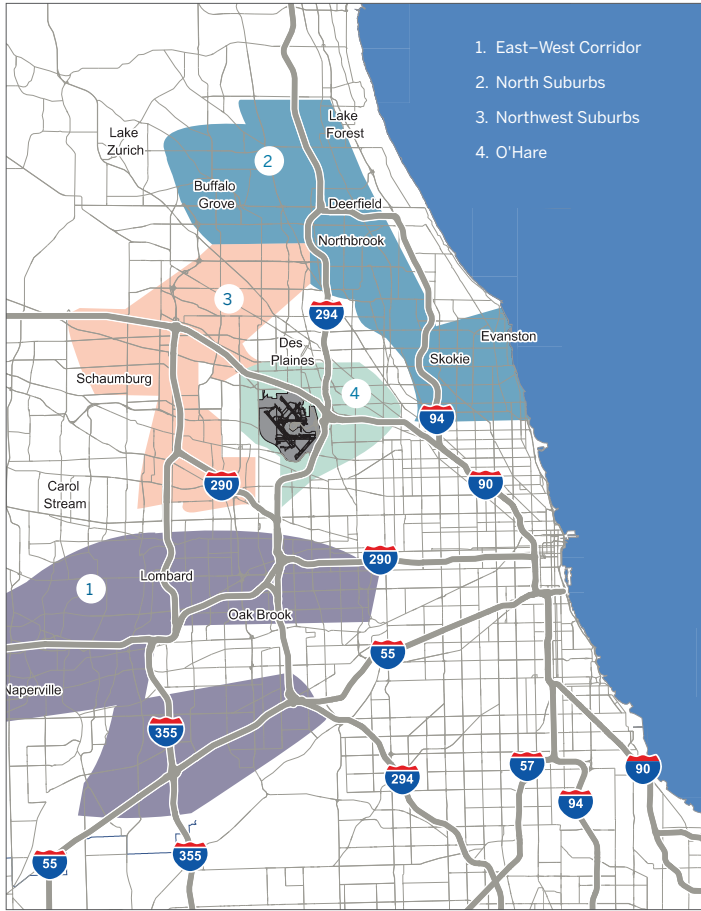 1. East–West Corridor
2. North Suburbs
3. Northwest Suburbs
4. O'Hare
Lake
Forest
Lake
Zurich
2
Buffalo
Grove
Deerfield
Northbrook
3
294
Evanston
Des
Plaines
Skokie
Schaumburg
4
94
290
90
Carol
Stream
290
Lombard
1
Oak Brook
55
Naperville
355
57
90
294
94
55
355